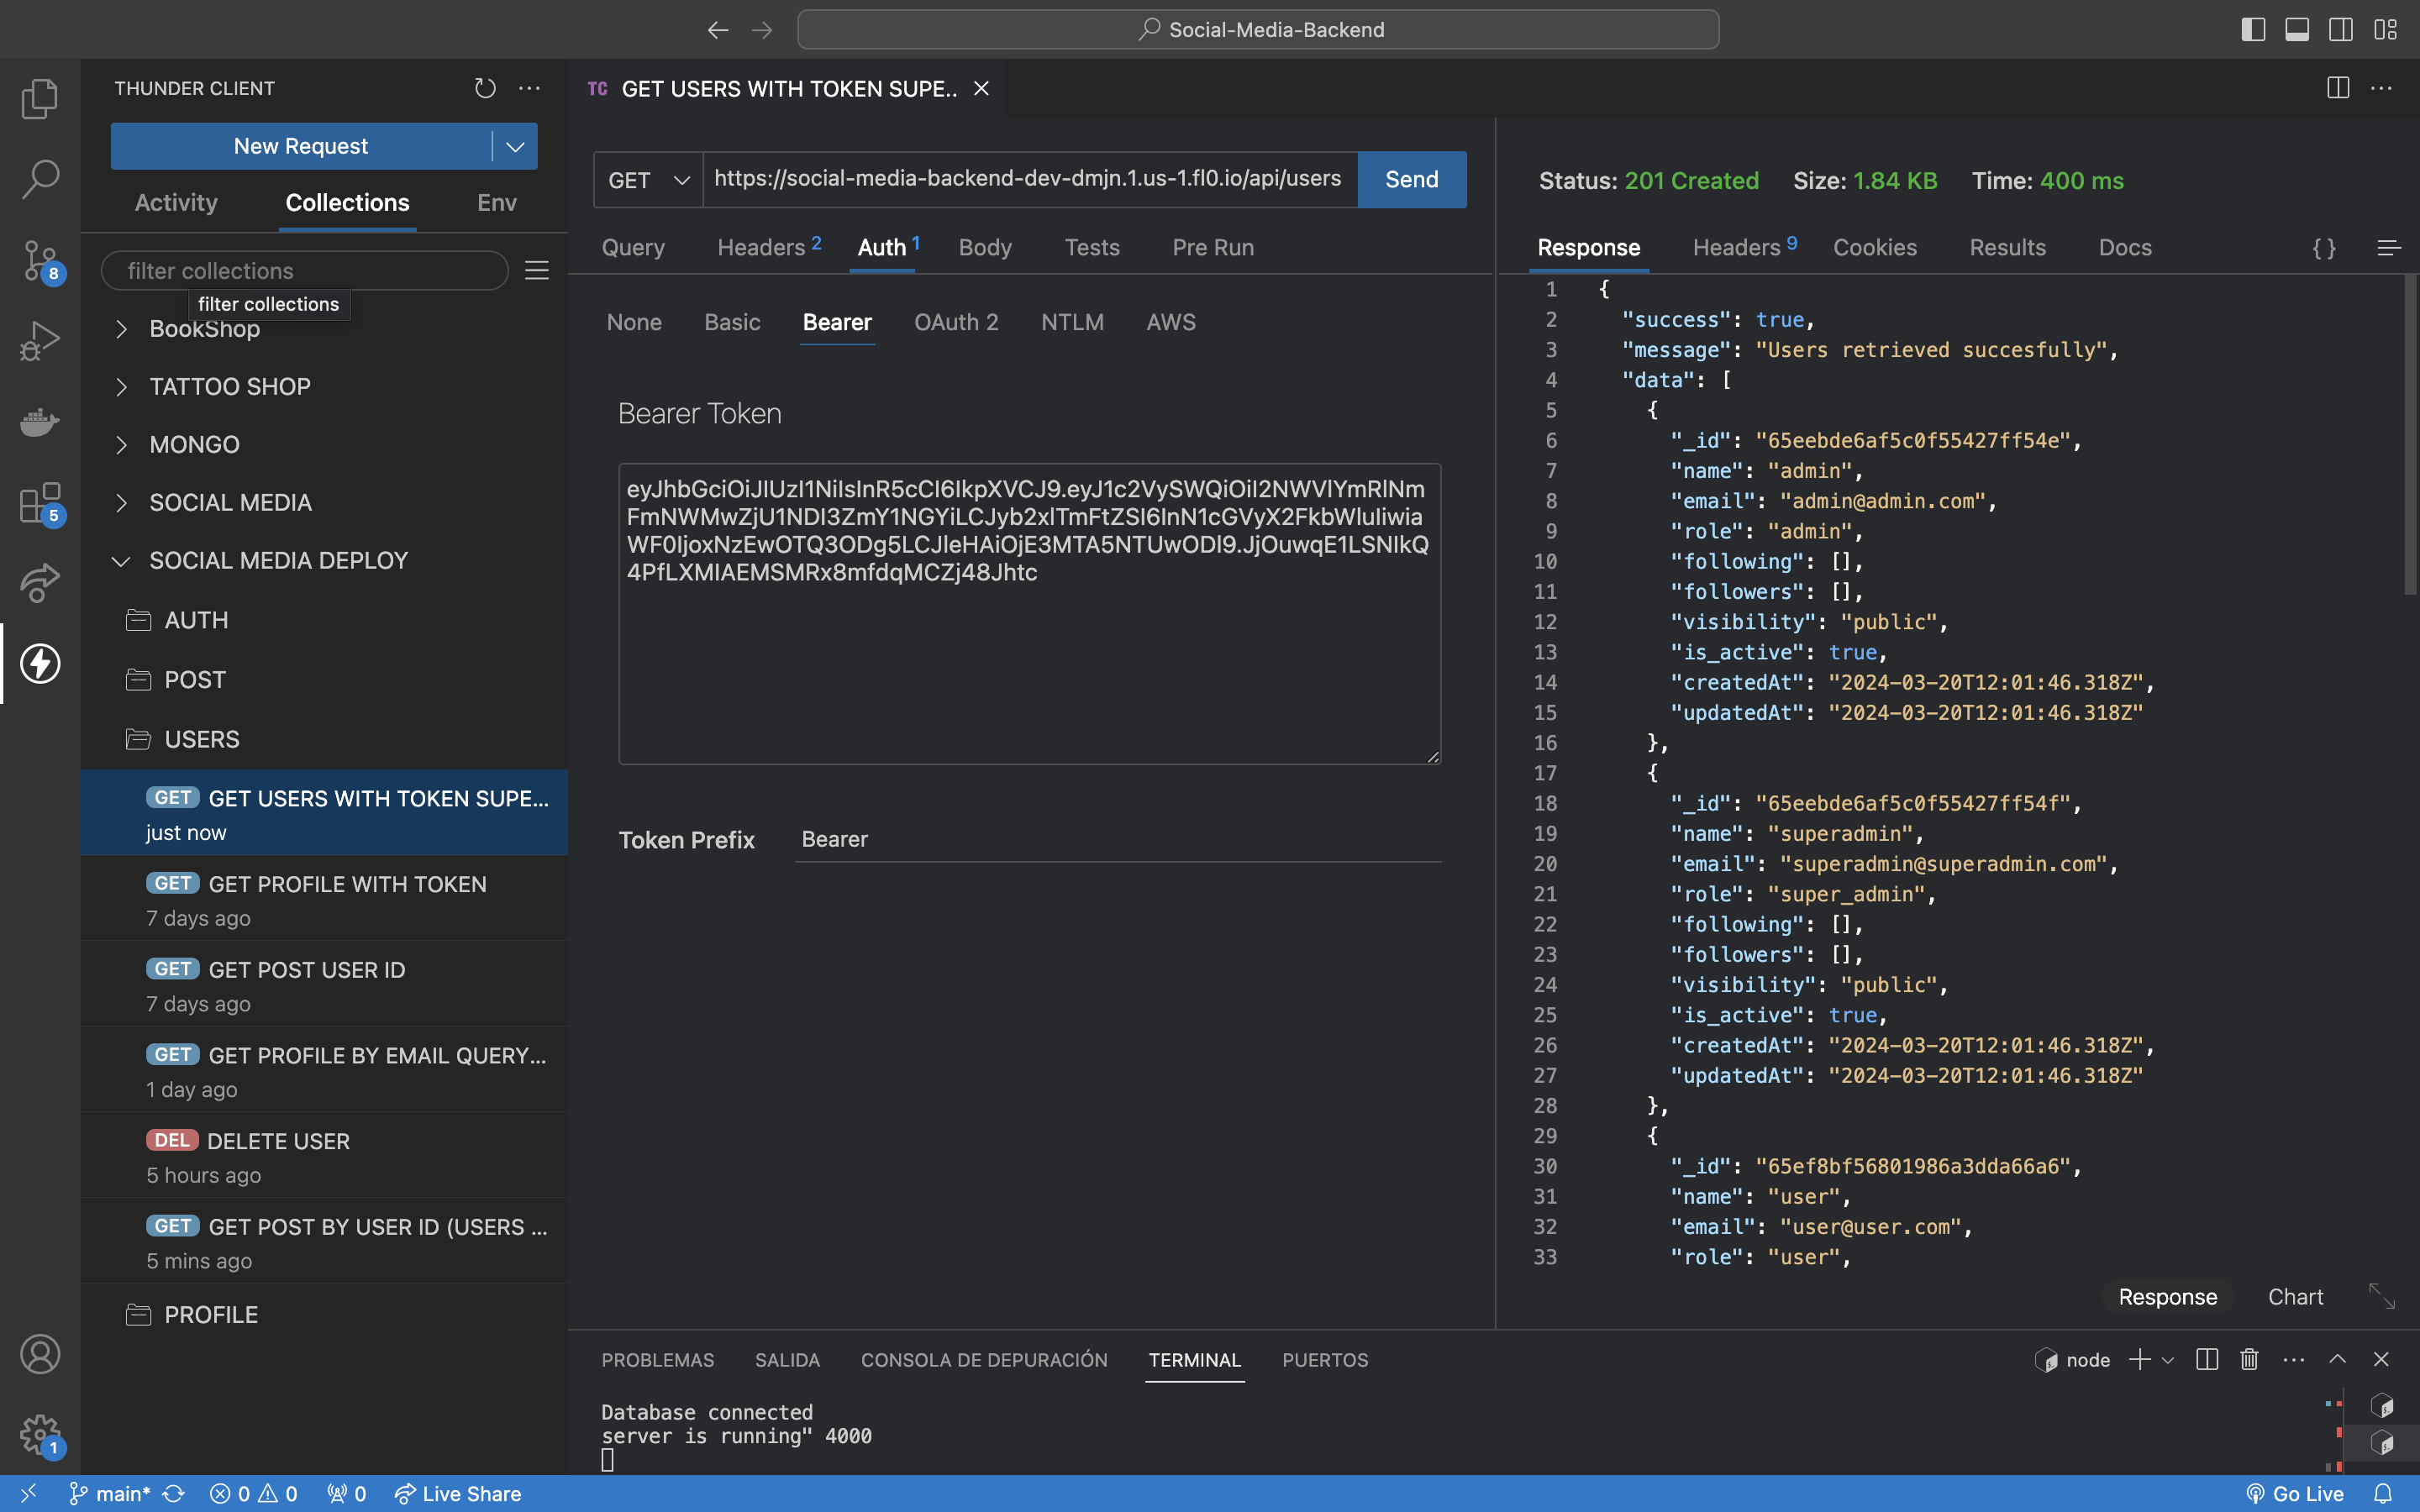 Social-Media-Backend
THUNDER CLIENT
New Request
Activity
Collections
Env
filter collections
filter collections
BookShop
TATTOO SHOP
MONGO
SOCIAL MEDIA
SOCIAL MEDIA DEPLOY
AUTH
POST
USERS
GET GET USERS WITH TOKEN SUPE...
just now
GET GET PROFILE WITH TOKEN
7 days ago
GET GET POST USER ID
7 days ago
GET GET PROFILE BY EMAIL QUERY...
1 day ago
DEL DELETE USER
5 hours ago
GET GET POST BY USER ID (USERS ...
5 mins ago
PROFILE
8
5
1
TC GET USERS WITH TOKEN SUPE..
GET
https://social-media-backend-dev-dmjn.1.us-1.fl0.io/api/users
Send
Query
Headers 2
Auth 1
Body
Tests
Pre Run
None
Basic
Bearer
OAuth 2
NTLM
AWS
Bearer Token
eyJhbGciOiJIUzI1NiIsInR5cCI6IkpXVCJ9.eyJ1c2VySWQiOiI2NWVlYmRlNm
FmNWMwZjU1NDI3ZmY1NGYiLCJyb2xlTmFtZSI6InN1cGVyX2FkbWluIiwia
WF0IjoxNzEwOTQ3ODg5LCJleHAiOjE3MTA5NTUwODl9.JjOuwqE1LSNIkQ
4PfLXMIAEMSMRx8mfdqMCZj48Jhtc
Token Prefix
Bearer
Status: 201 Created
Size: 1.84 KB
Time: 400 ms
Response
Headers 9
Cookies
Results
Docs
{ }
1 {
2 "success": true,
3 "message": "Users retrieved succesfully",
4 "data": [
5 {
6 "_id": "65eebde6af5c0f55427ff54e",
7 "name": "admin",
8 "email": "admin@admin.com",
9 "role": "admin",
10 "following": [],
11 "followers": [],
12 "visibility": "public",
13 "is_active": true,
14 "createdAt": "2024-03-20T12:01:46.318Z",
15 "updatedAt": "2024-03-20T12:01:46.318Z"
16 },
17 {
18 "_id": "65eebde6af5c0f55427ff54f",
19 "name": "superadmin",
20 "email": "superadmin@superadmin.com",
21 "role": "super_admin",
22 "following": [],
23 "followers": [],
24 "visibility": "public",
25 "is_active": true,
26 "createdAt": "2024-03-20T12:01:46.318Z",
27 "updatedAt": "2024-03-20T12:01:46.318Z"
28 },
29 {
30 "_id": "65ef8bf56801986a3dda66a6",
31 "name": "user",
32 "email": "user@user.com",
33 "role": "user",
Response
Chart
PROBLEMAS
SALIDA
CONSOLA DE DEPURACIÓN
TERMINAL
PUERTOS
node
Database connected
server is running" 4000
main*
0
0
0
Live Share
Go Live